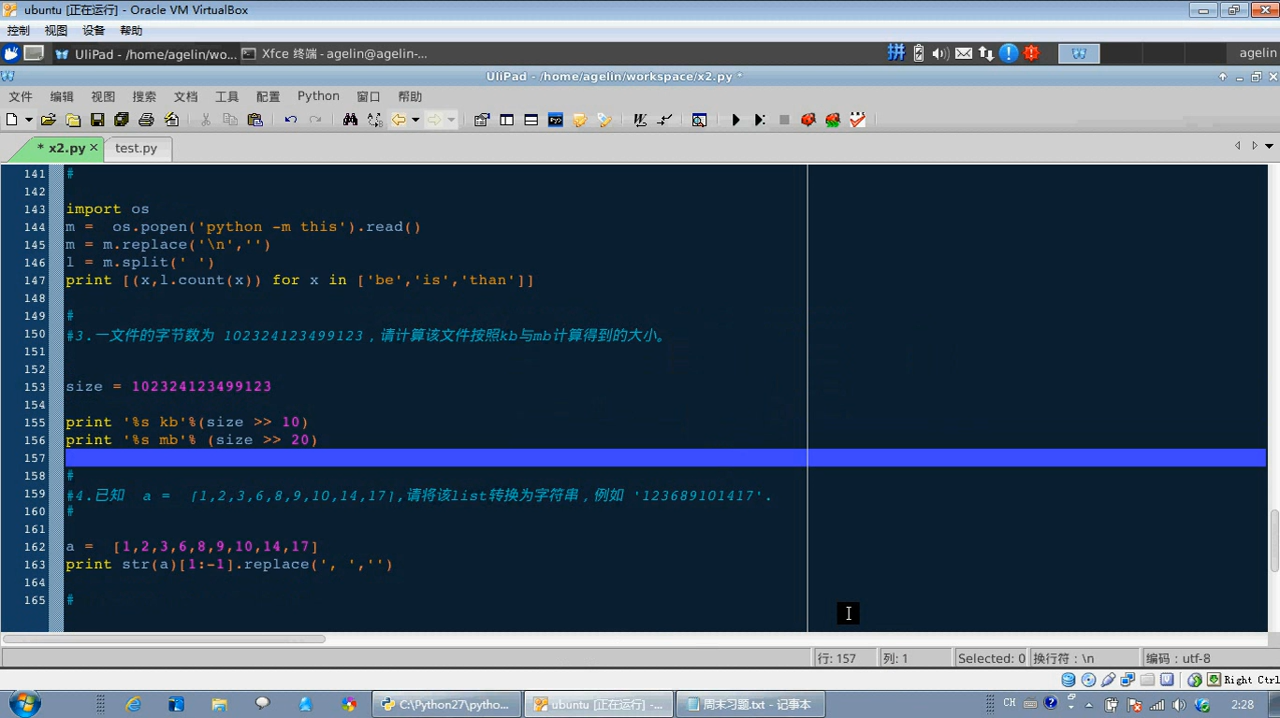 ubuntu [正在运行] - Oracle VM VirtualBox
控制 视图 设备 帮助
UliPad - /home/agelin/wo... Xfce 终端 - agelin@agelin-... 拼 agelin
UliPad - /home/agelin/workspace/x2.py *
文件 编辑 视图 搜索 文档 工具 配置 Python 窗口 帮助
* x2.py test.py
141 #
142
143 import os
144 m =  os.popen('python -m this').read()
145 m = m.replace('\n','')
146 l = m.split(' ')
147 print [(x,l.count(x)) for x in ['be','is','than']]
148
149 #
150 #3.一文件的字节数为 102324123499123，请计算该文件按照kb与mb计算得到的大小。
151
152
153 size = 102324123499123
154
155 print '%s kb'%(size >> 10)
156 print '%s mb'% (size >> 20)
157
158 #
159 #4.已知  a =  [1,2,3,6,8,9,10,14,17],请将该list转换为字符串，例如 '123689101417'.
160 #
161
162 a =  [1,2,3,6,8,9,10,14,17]
163 print str(a)[1:-1].replace(', ','')
164
165 #
行: 157 列: 1 Selected: 0 换行符：\n 编码：utf-8
Right Ctrl
C:\Python27\pytho... ubuntu [正在运行] -... 周末习题.txt - 记事本 CH 2:28